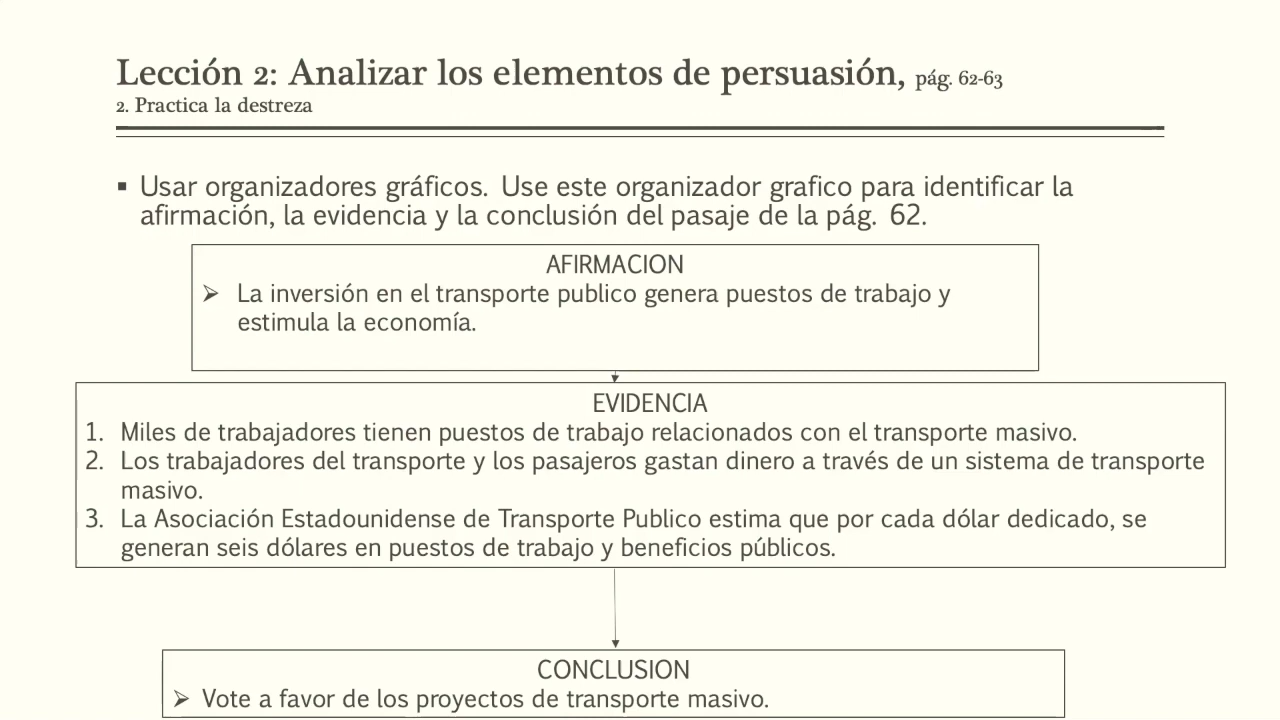 Lección 2: Analizar los elementos de persuasión, pág. 62-63
2. Practica la destreza
▪ Usar organizadores gráficos. Use este organizador grafico para identificar la
afirmación, la evidencia y la conclusión del pasaje de la pág. 62.
AFIRMACION
➢ La inversión en el transporte publico genera puestos de trabajo y
estimula la economía.
EVIDENCIA
1. Miles de trabajadores tienen puestos de trabajo relacionados con el transporte masivo.
2. Los trabajadores del transporte y los pasajeros gastan dinero a través de un sistema de transporte
masivo.
3. La Asociación Estadounidense de Transporte Publico estima que por cada dólar dedicado, se
generan seis dólares en puestos de trabajo y beneficios públicos.
CONCLUSION
➢ Vote a favor de los proyectos de transporte masivo.